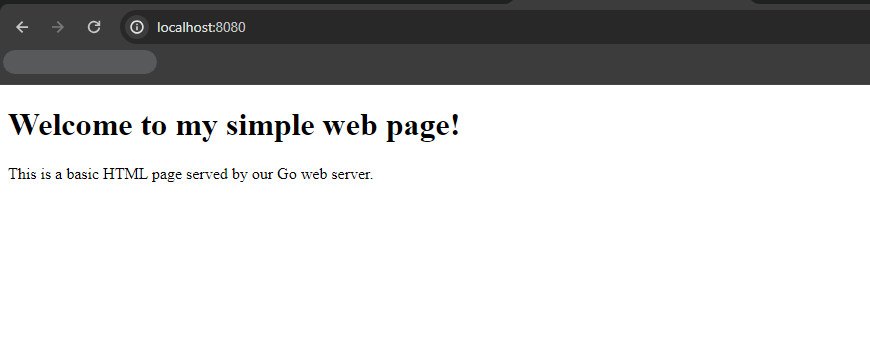 localhost:8080
Welcome to my simple web page!
This is a basic HTML page served by our Go web server.